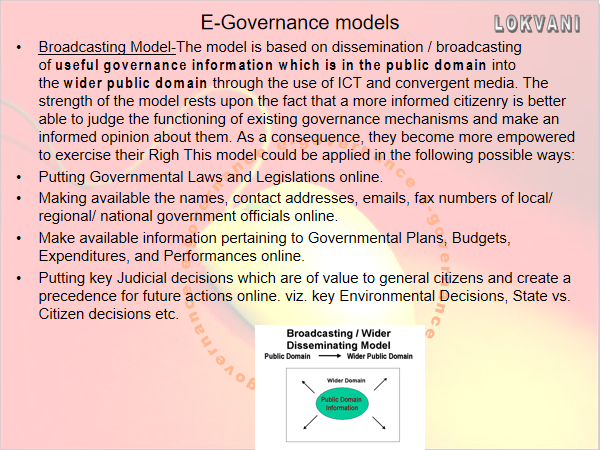 E-Governance models
LOKVANI
• Broadcasting Model-The model is based on dissemination / broadcasting
of useful governance information which is in the public domain into
the wider public domain through the use of ICT and convergent media. The
strength of the model rests upon the fact that a more informed citizenry is better
able to judge the functioning of existing governance mechanisms and make an
informed opinion about them. As a consequence, they become more empowered
to exercise their Righ This model could be applied in the following possible ways:
• Putting Governmental Laws and Legislations online.
• Making available the names, contact addresses, emails, fax numbers of local/
regional/ national government officials online.
• Make available information pertaining to Governmental Plans, Budgets,
Expenditures, and Performances online.
• Putting key Judicial decisions which are of value to general citizens and create a
precedence for future actions online. viz. key Environmental Decisions, State vs.
Citizen decisions etc.
Broadcasting / Wider
Disseminating Model
Public Domain → Wider Public Domain
Wider Domain
Public Domain
Information